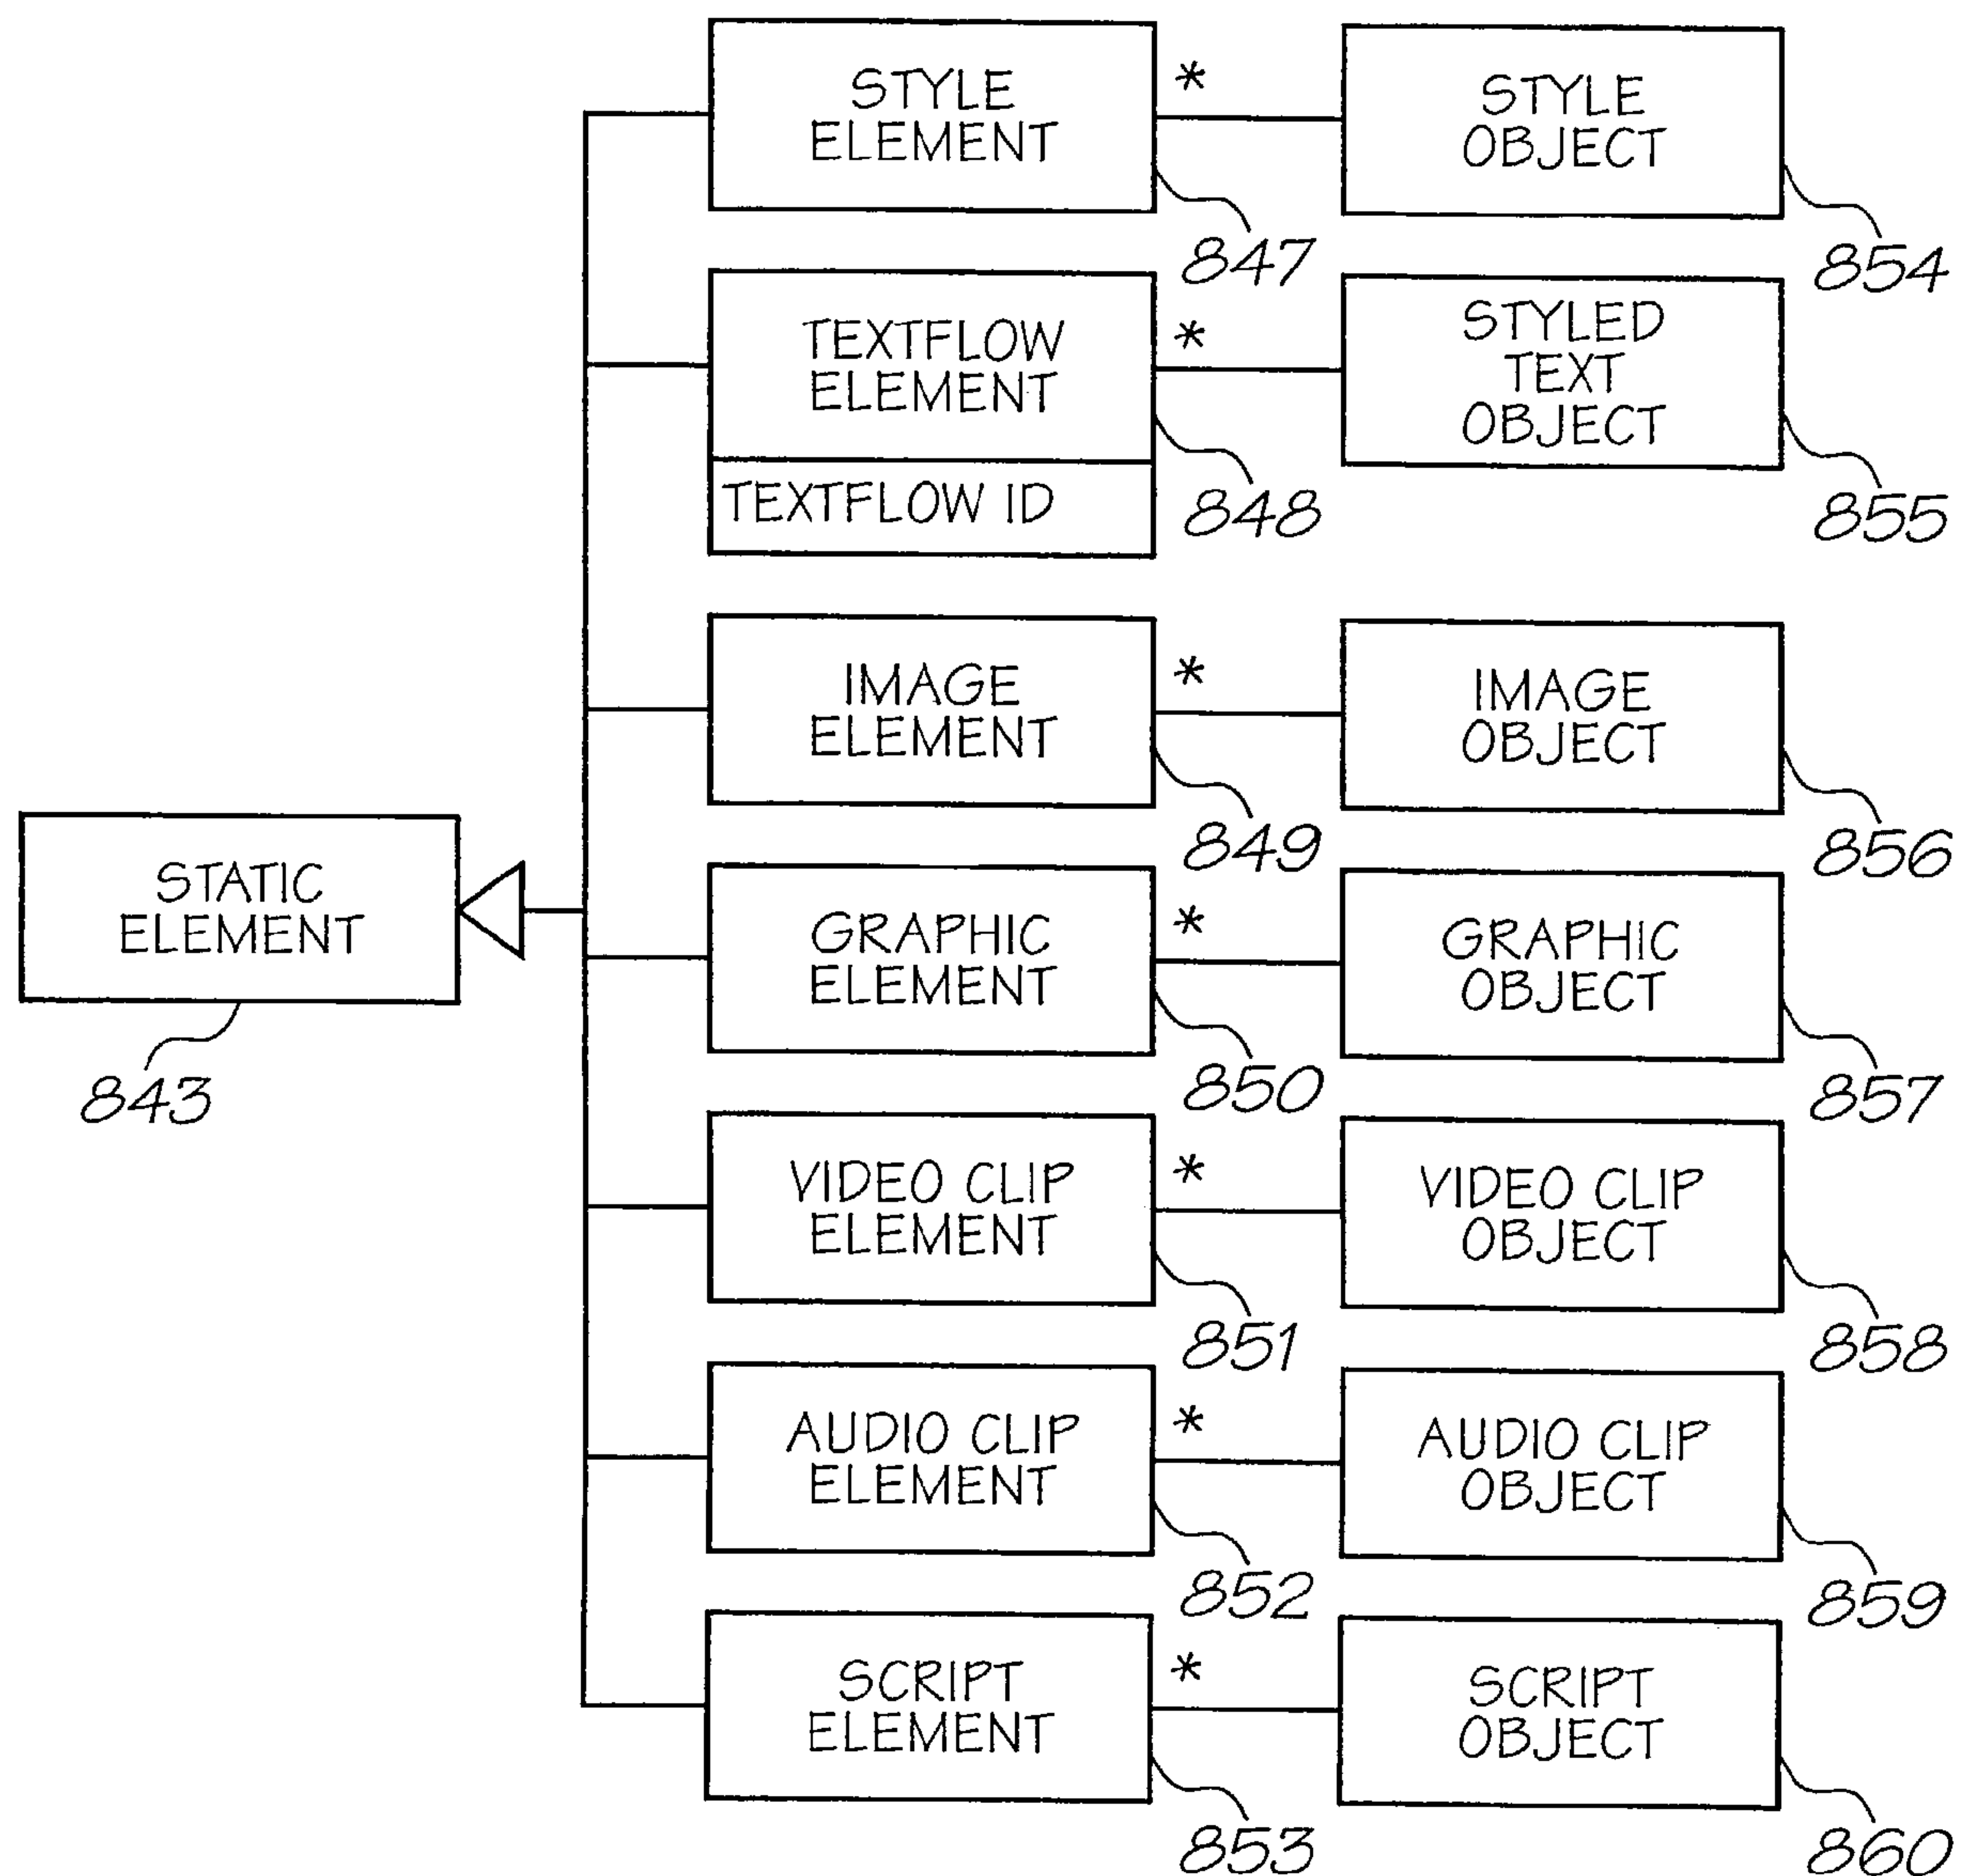 STYLE
ELEMENT
*
847
STYLE
OBJECT
854
TEXTFLOW
ELEMENT
TEXTFLOW ID
*
848
STYLED
TEXT
OBJECT
855
IMAGE
ELEMENT
*
849
IMAGE
OBJECT
856
STATIC
ELEMENT
843
GRAPHIC
ELEMENT
*
850
GRAPHIC
OBJECT
857
VIDEO CLIP
ELEMENT
*
851
VIDEO CLIP
OBJECT
858
AUDIO CLIP
ELEMENT
*
852
AUDIO CLIP
OBJECT
859
SCRIPT
ELEMENT
*
853
SCRIPT
OBJECT
860